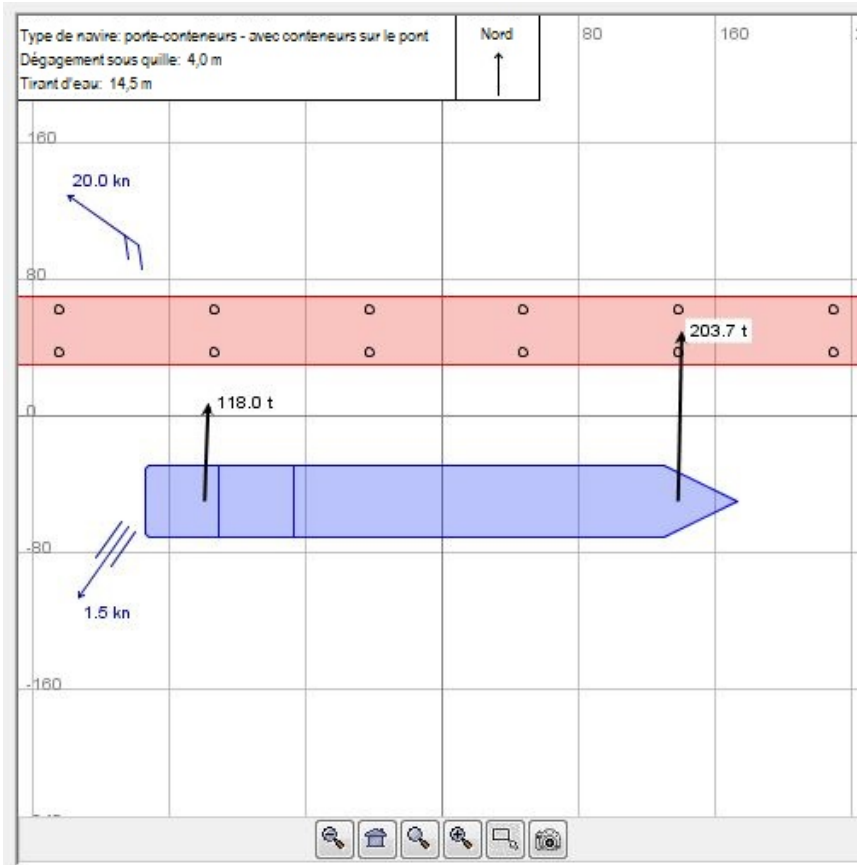 Type de navire: porte-conteneurs - avec conteneurs sur le pont
Dégagement sous quille: 4,0 m
Tirant d'eau: 14,5 m
Nord
80
160
160
20.0 kn
80
203.7 t
118.0 t
0
-80
1.5 kn
-160